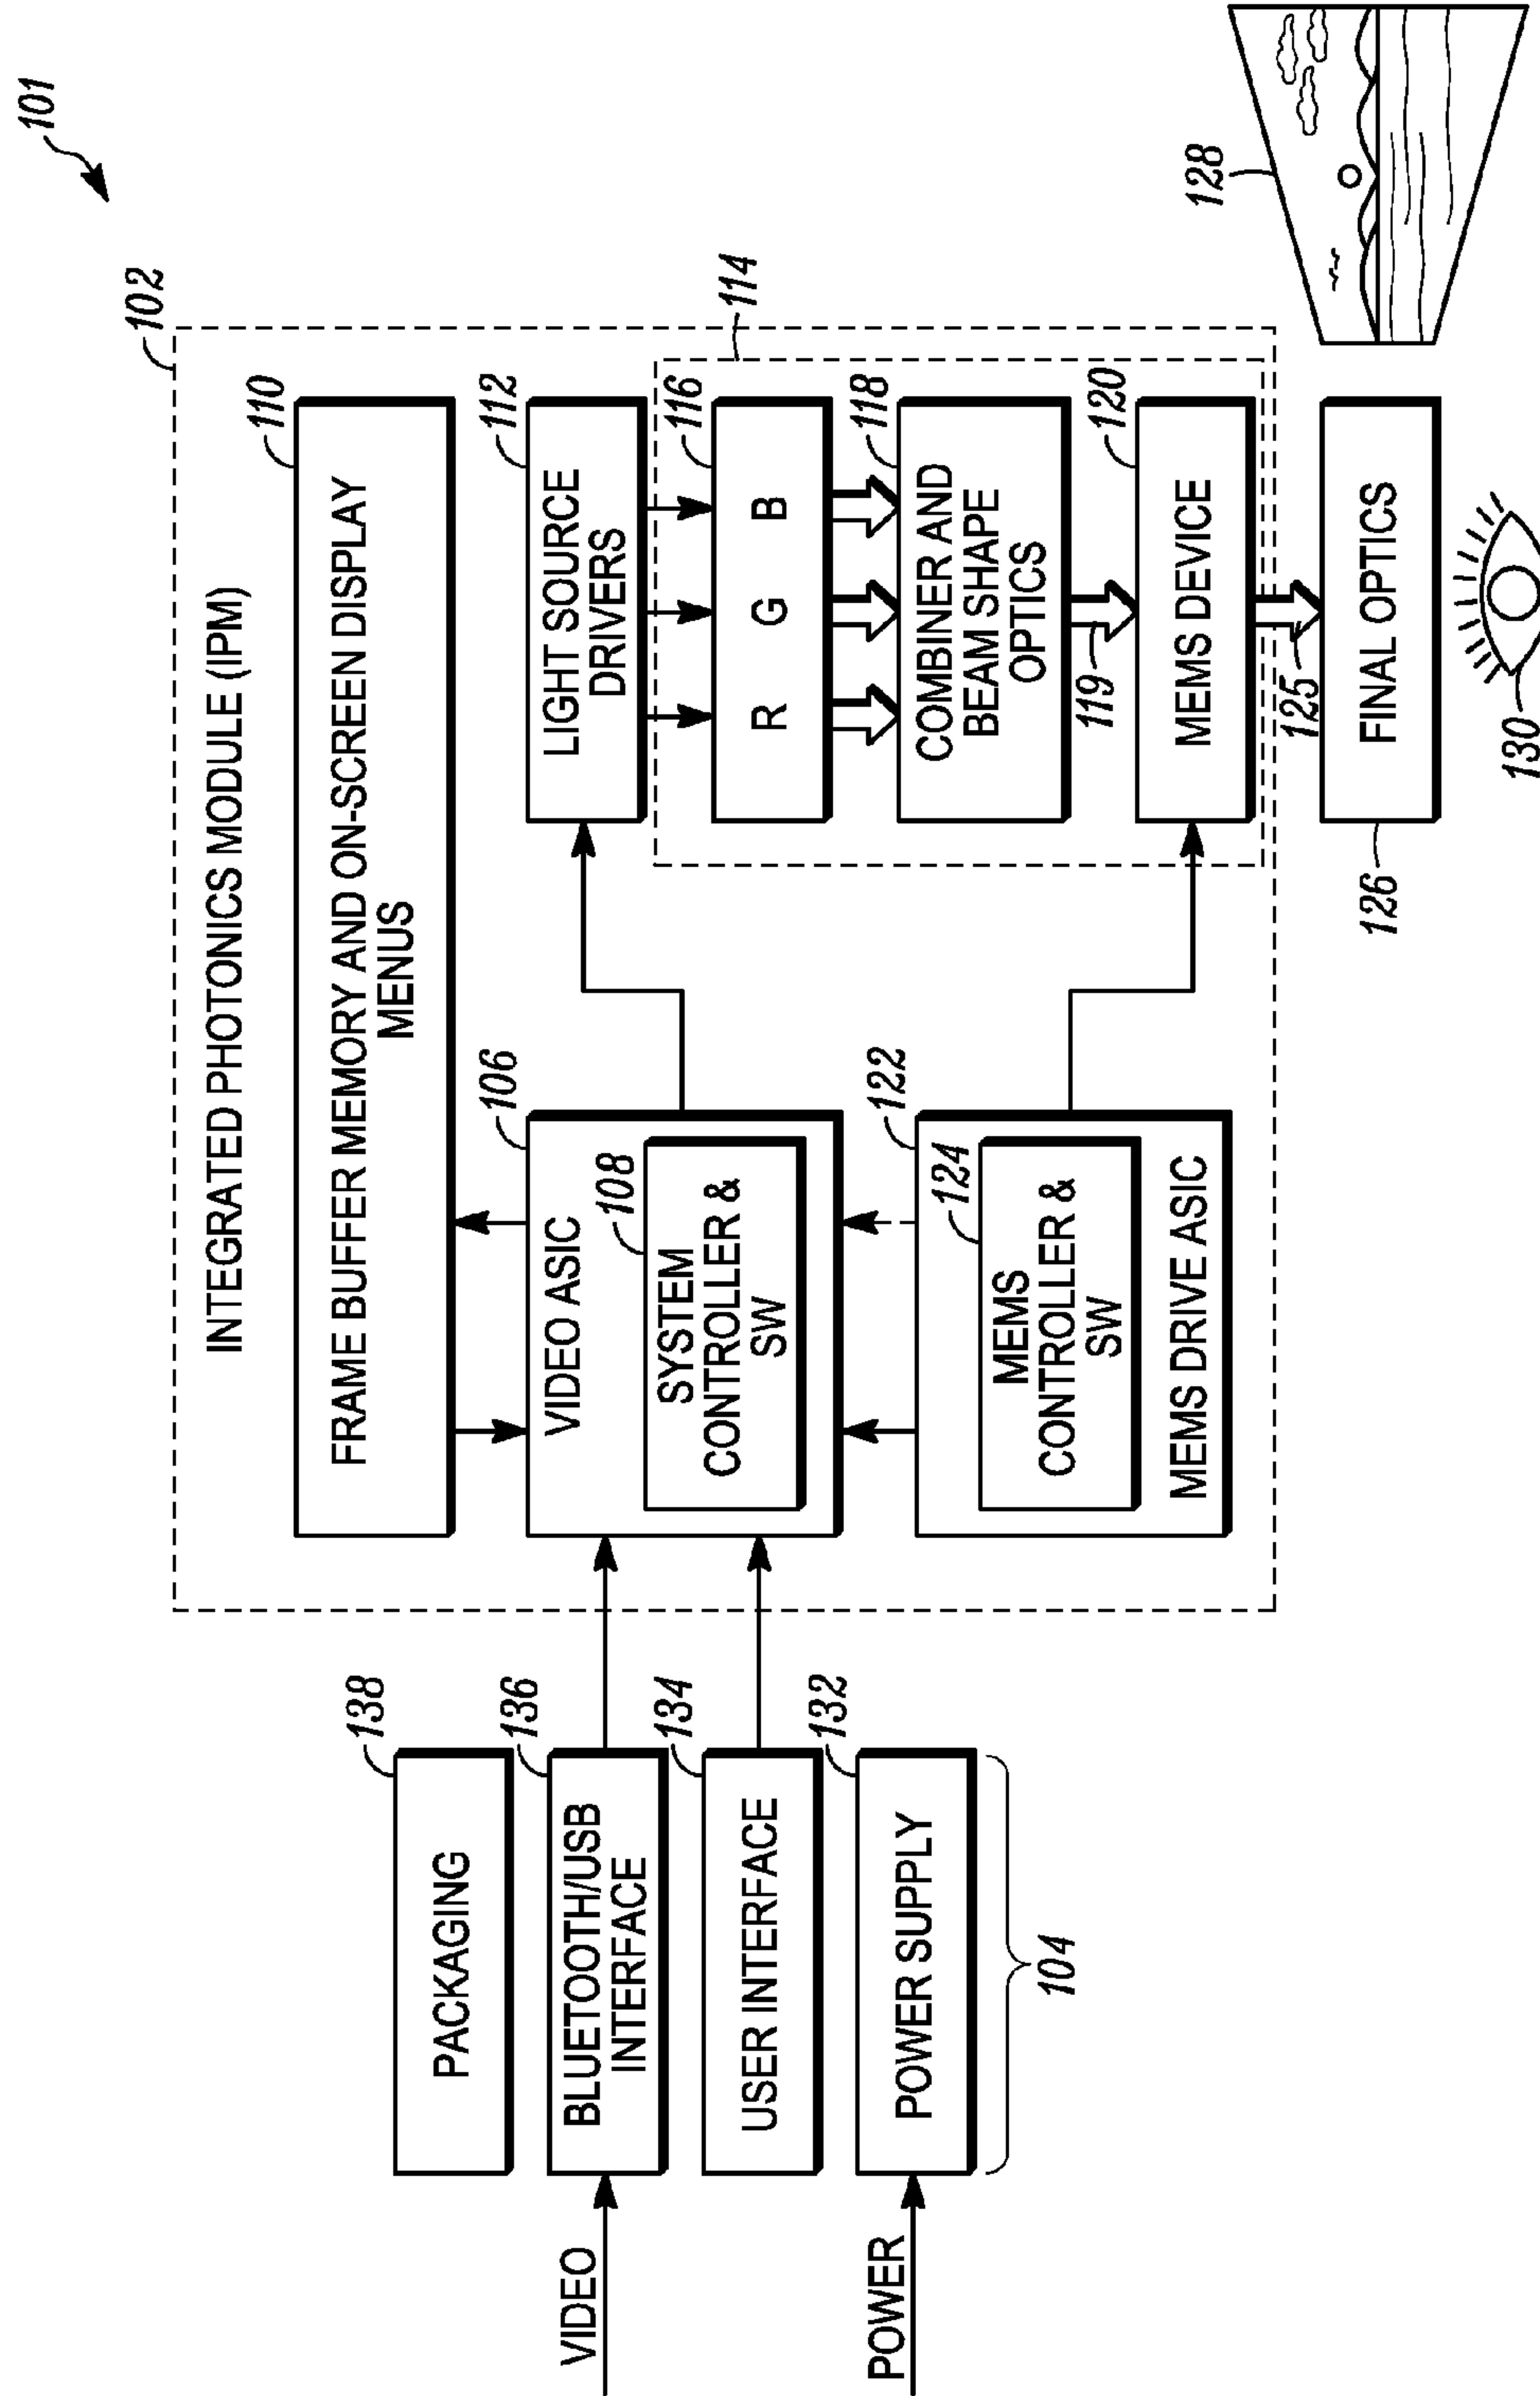 101
102
INTEGRATED PHOTONICS MODULE (IPM)
110
FRAME BUFFER MEMORY AND ON-SCREEN DISPLAY
MENUS
138
PACKAGING
VIDEO
136
BLUETOOTH/USB
INTERFACE
134
USER INTERFACE
POWER
132
POWER SUPPLY
104
106
VIDEO ASIC
108
SYSTEM
CONTROLLER &
SW
122
124
MEMS
CONTROLLER &
SW
MEMS DRIVE ASIC
112
LIGHT SOURCE
DRIVERS
114
116
R G B
118
COMBINER AND
BEAM SHAPE
OPTICS
119
120
MEMS DEVICE
125
126
FINAL OPTICS
128
130